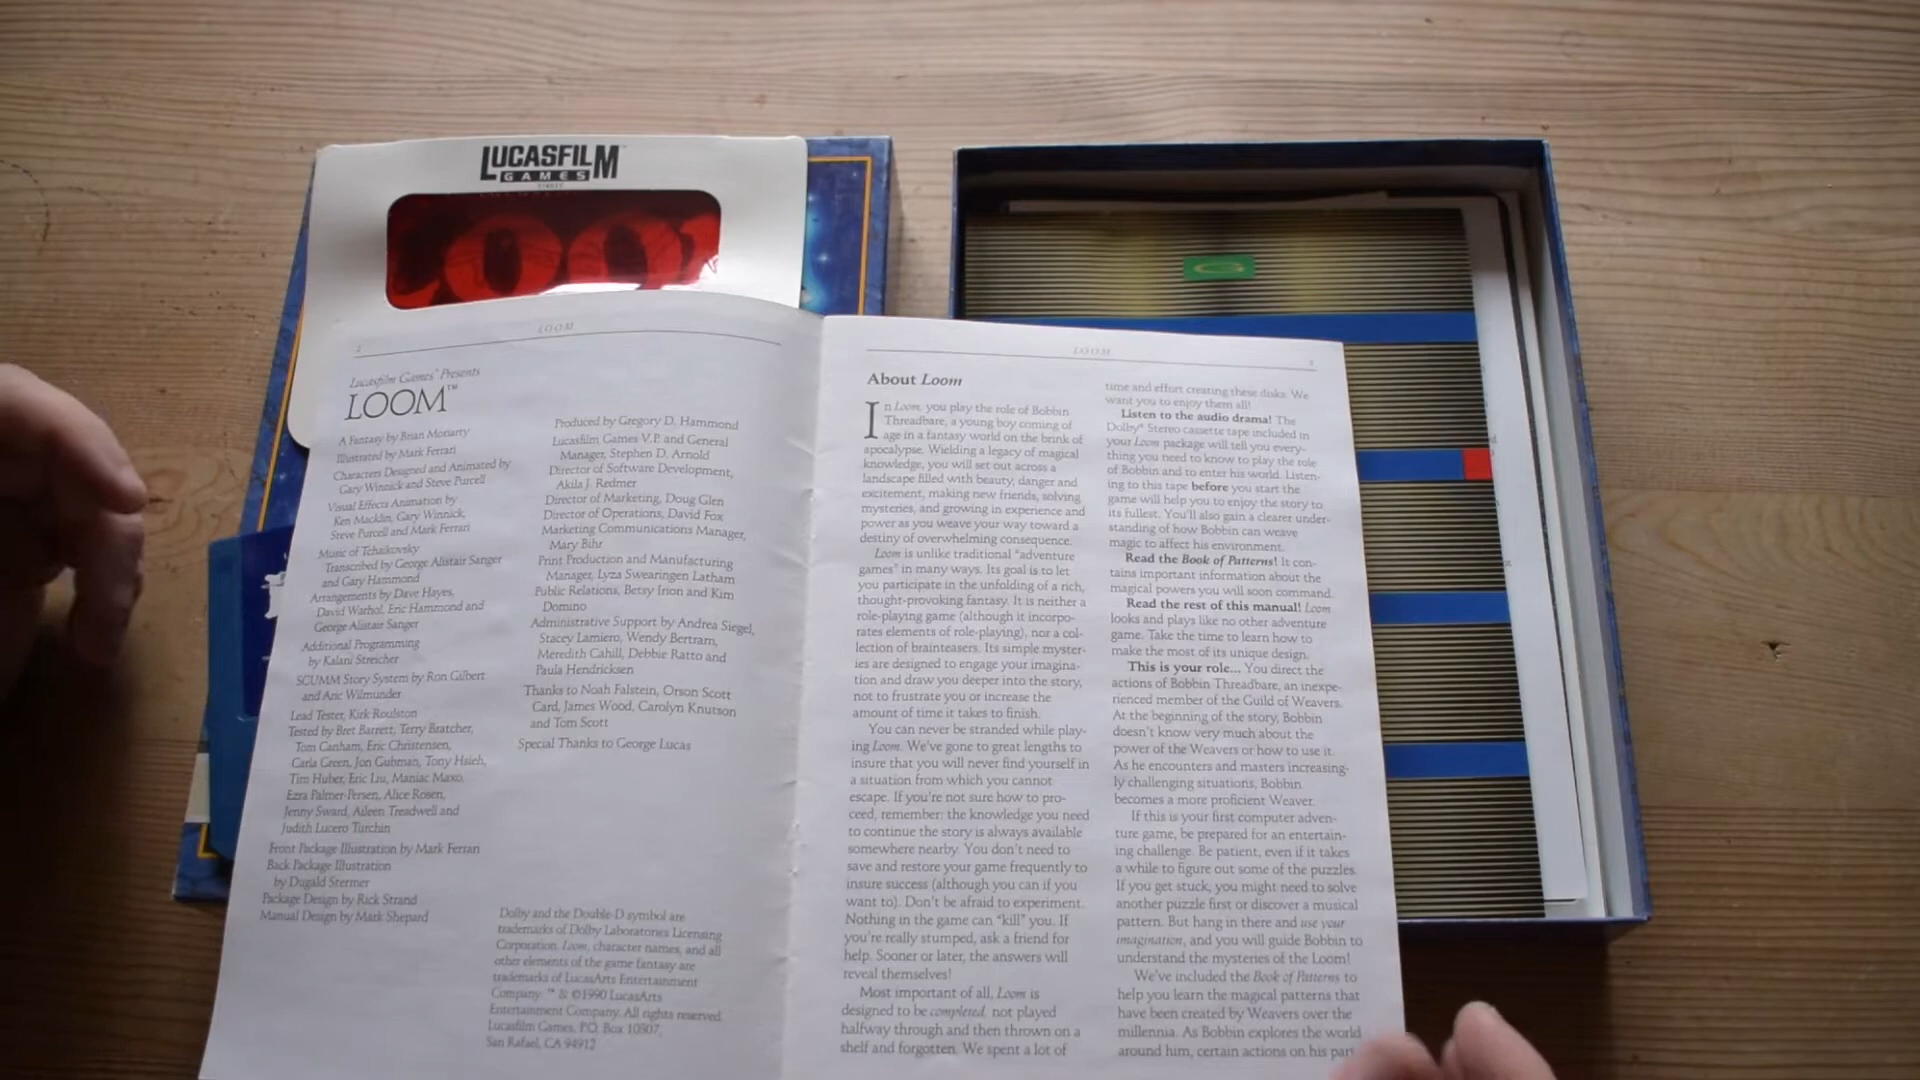 LUCASFILM
GAMES
LOOM
Lucasfilm Games™ Presents
LOOM™
A Fantasy by Brian Moriarty
Illustrated by Mark Ferrari
Characters Designed and Animated by
Gary Winnick and Steve Purcell
Visual Effects Animation by
Ken Macklin, Gary Winnick,
Steve Purcell and Mark Ferrari
Music of Tchaikovsky
Transcribed by George Alistair Sanger
and Gary Hammond
Arrangements by Dave Hayes,
David Warhol, Eric Hammond and
George Alistair Sanger
Additional Programming
by Kalani Streicher
SCUMM Story System by Ron Gilbert
and Aric Wilmunder
Lead Tester, Kirk Roulston
Tested by Bret Barrett, Terry Bratcher,
Tom Canham, Eric Christensen,
Carla Green, Jon Gubman, Tony Hsieh,
Tim Huber, Eric Liu, Maniac Maxo,
Ezra Palmer-Persen, Alice Rosen,
Jenny Sward, Aileen Treadwell and
Judith Lucero Turchin
Front Package Illustration by Mark Ferrari
Back Package Illustration
by Dugald Stermer
Package Design by Rick Strand
Manual Design by Mark Shepard
Produced by Gregory D. Hammond
Lucasfilm Games V.P. and General
Manager, Stephen D. Arnold
Director of Software Development,
Akila J. Redmer
Director of Marketing, Doug Glen
Director of Operations, David Fox
Marketing Communications Manager,
Mary Bihr
Print Production and Manufacturing
Manager, Lyza Swearingen Latham
Public Relations, Betsy Irion and Kim
Domino
Administrative Support by Andrea Siegel,
Stacey Lamiero, Wendy Bertram,
Meredith Cahill, Debbie Ratto and
Paula Hendricksen
Thanks to Noah Falstein, Orson Scott
Card, James Wood, Carolyn Knutson
and Tom Scott
Special Thanks to George Lucas
Dolby and the Double-D symbol are
trademarks of Dolby Laboratories Licensing
Corporation. Loom, character names, and all
other elements of the game fantasy are
trademarks of LucasArts Entertainment
Company. ™ & ©1990 LucasArts
Entertainment Company. All rights reserved.
Lucasfilm Games, P.O. Box 10307,
San Rafael, CA 94912
LOOM
About Loom
In Loom, you play the role of Bobbin
Threadbare, a young boy coming of
age in a fantasy world on the brink of
apocalypse. Wielding a legacy of magical
knowledge, you will set out across a
landscape filled with beauty, danger and
excitement, making new friends, solving
mysteries, and growing in experience and
power as you weave your way toward a
destiny of overwhelming consequence.
Loom is unlike traditional "adventure
games" in many ways. Its goal is to let
you participate in the unfolding of a rich,
thought-provoking fantasy. It is neither a
role-playing game (although it incorpo-
rates elements of role-playing), nor a col-
lection of brainteasers. Its simple myster-
ies are designed to engage your imagina-
tion and draw you deeper into the story,
not to frustrate you or increase the
amount of time it takes to finish.
You can never be stranded while play-
ing Loom. We've gone to great lengths to
insure that you will never find yourself in
a situation from which you cannot
escape. If you're not sure how to pro-
ceed, remember: the knowledge you need
to continue the story is always available
somewhere nearby. You don't need to
save and restore your game frequently to
insure success (although you can if you
want to). Don't be afraid to experiment.
Nothing in the game can "kill" you. If
you're really stumped, ask a friend for
help. Sooner or later, the answers will
reveal themselves!
Most important of all, Loom is
designed to be completed, not played
halfway through and then thrown on a
shelf and forgotten. We spent a lot of
time and effort creating these disks. We
want you to enjoy them all!
Listen to the audio drama! The
Dolby® Stereo cassette tape included in
your Loom package will tell you every-
thing you need to know to play the role
of Bobbin and to enter his world. Listen-
ing to this tape before you start the
game will help you to enjoy the story to
its fullest. You'll also gain a clearer under-
standing of how Bobbin can weave
magic to affect his environment.
Read the Book of Patterns! It con-
tains important information about the
magical powers you will soon command.
Read the rest of this manual! Loom
looks and plays like no other adventure
game. Take the time to learn how to
make the most of its unique design.
This is your role... You direct the
actions of Bobbin Threadbare, an inexpe-
rienced member of the Guild of Weavers.
At the beginning of the story, Bobbin
doesn't know very much about the
power of the Weavers or how to use it.
As he encounters and masters increasing-
ly challenging situations, Bobbin
becomes a more proficient Weaver.
If this is your first computer adven-
ture game, be prepared for an entertain-
ing challenge. Be patient, even if it takes
a while to figure out some of the puzzles.
If you get stuck, you might need to solve
another puzzle first or discover a musical
pattern. But hang in there and use your
imagination, and you will guide Bobbin to
understand the mysteries of the Loom!
We've included the Book of Patterns to
help you learn the magical patterns that
have been created by Weavers over the
millennia. As Bobbin explores the world
around him, certain actions on his part